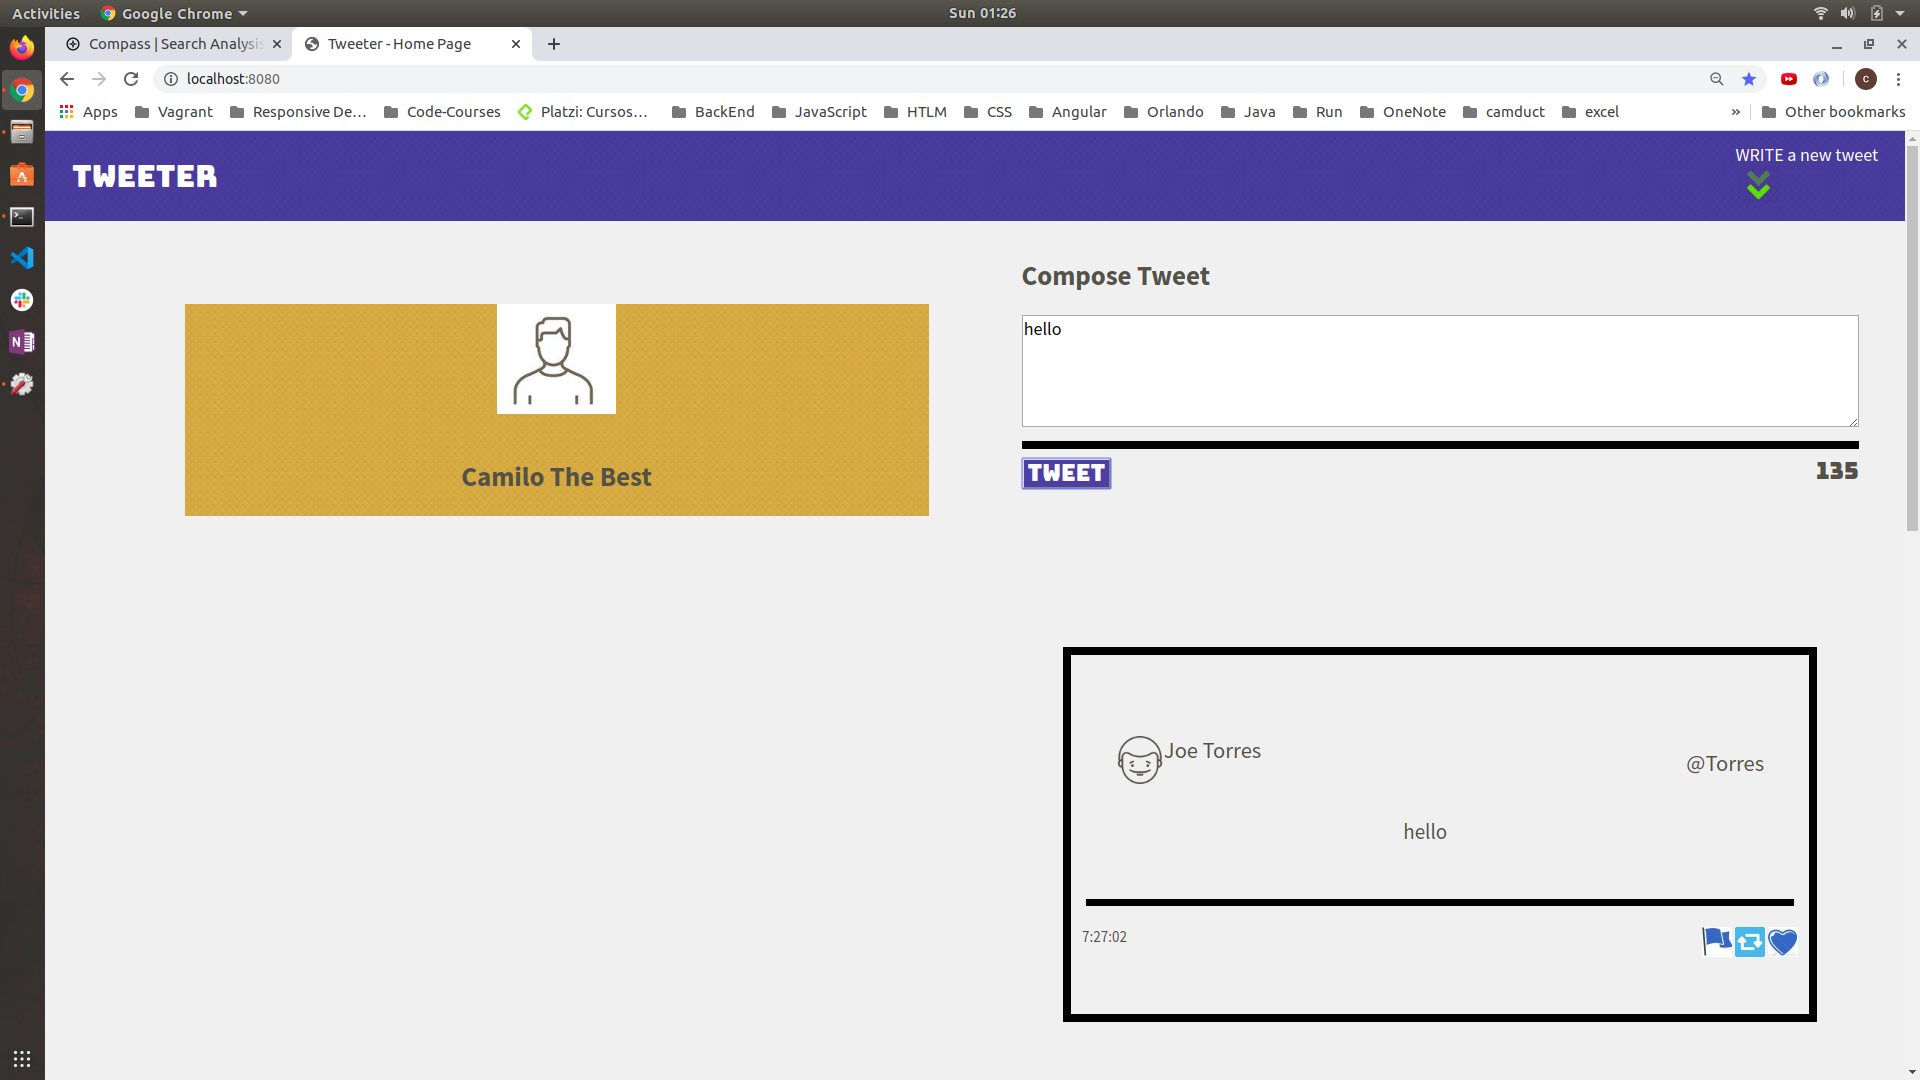 Activities Google Chrome Sun 01:26
Compass | Search Analysis Tweeter - Home Page
localhost:8080
Apps Vagrant Responsive De... Code-Courses Platzi: Cursos... BackEnd JavaScript HTLM CSS Angular Orlando Java Run OneNote camduct excel » Other bookmarks
TWEETER
WRITE a new tweet
Compose Tweet
hello
TWEET 135
Camilo The Best
Joe Torres
@Torres
hello
7:27:02